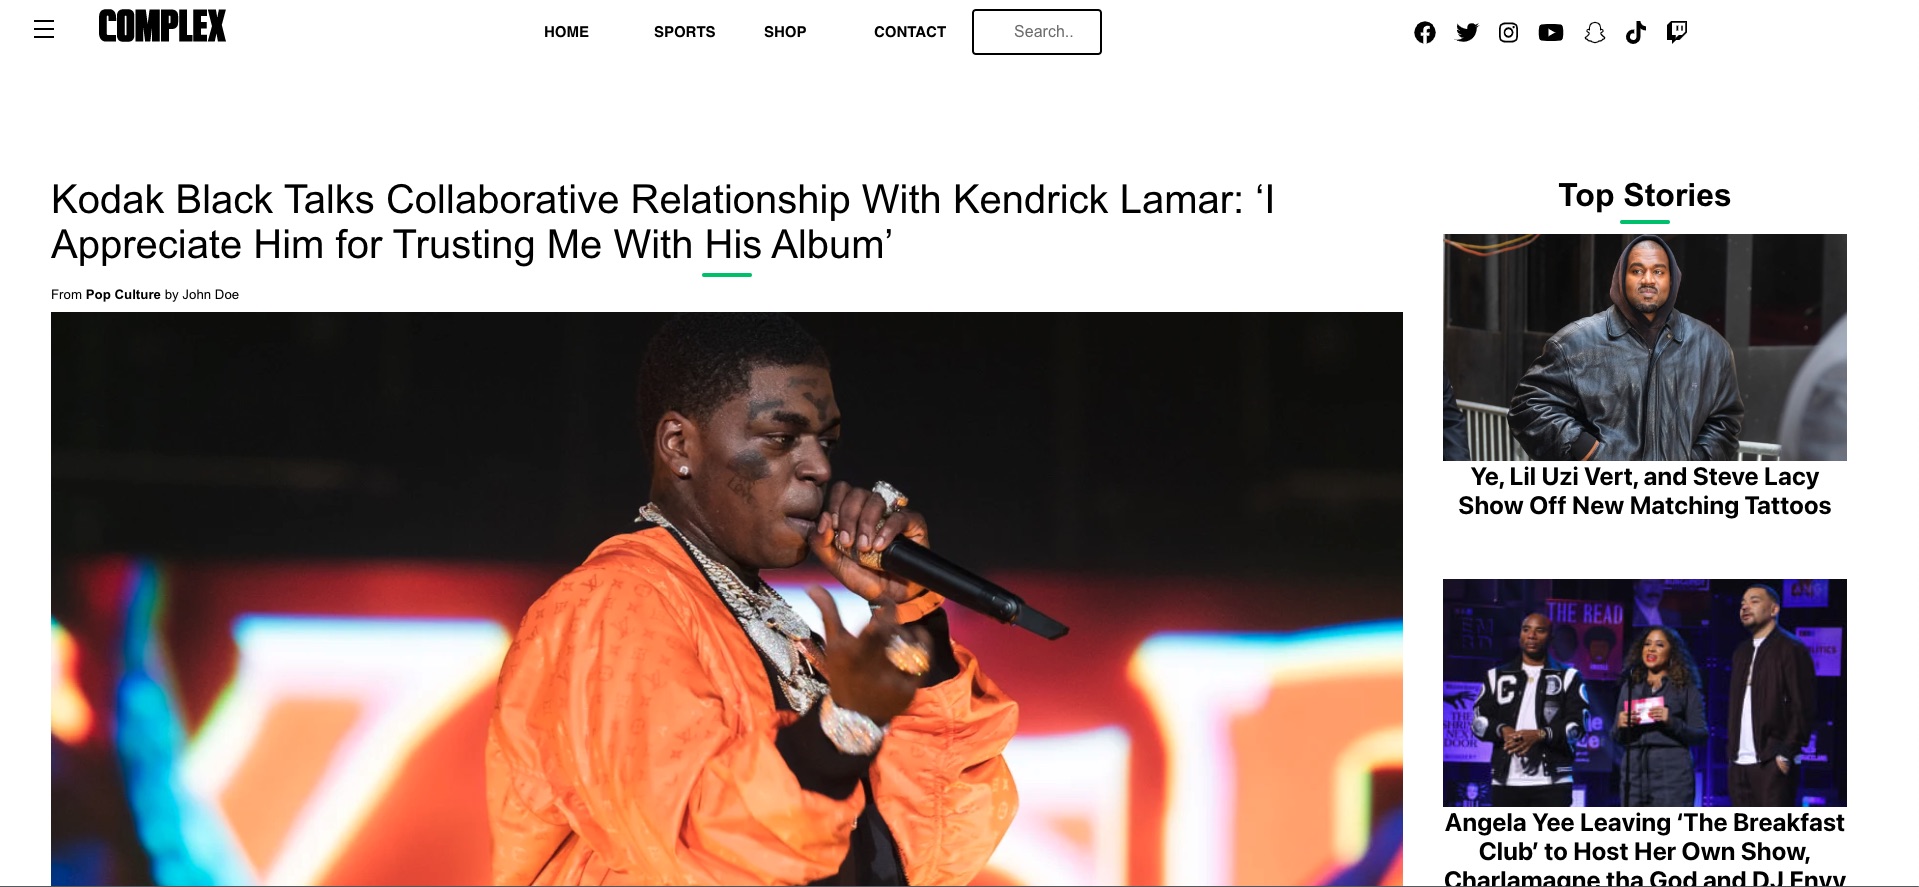 COMPLEX
HOME
SPORTS
SHOP
CONTACT
Search..
Kodak Black Talks Collaborative Relationship With Kendrick Lamar: ‘I
Appreciate Him for Trusting Me With His Album’
From Pop Culture by John Doe
Top Stories
Ye, Lil Uzi Vert, and Steve Lacy
Show Off New Matching Tattoos
THE READ
C
Angela Yee Leaving ‘The Breakfast
Club’ to Host Her Own Show,
Charlamagne tha God and DJ Envy